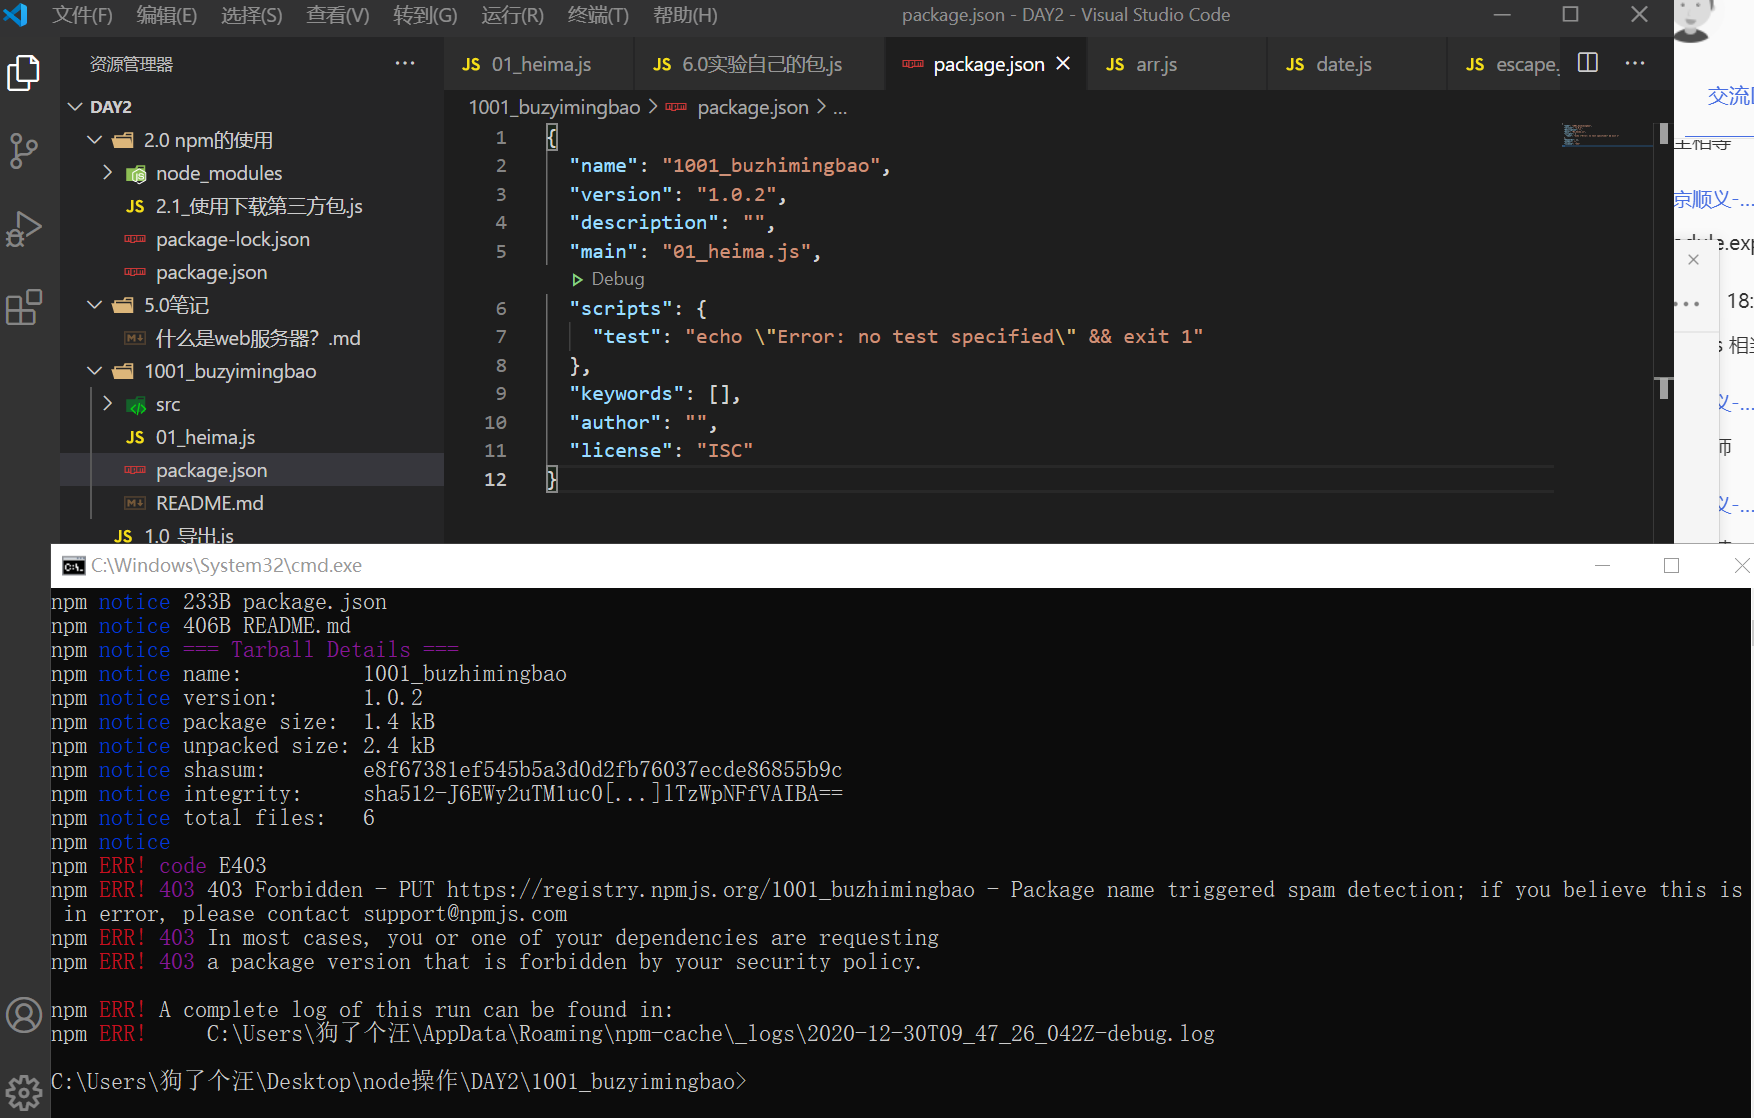 文件(F) 编辑(E) 选择(S) 查看(V) 转到(G) 运行(R) 终端(T) 帮助(H) package.json - DAY2 - Visual Studio Code
资源管理器 ···
JS 01_heima.js JS 6.0实验自己的包.js package.json JS arr.js JS date.js JS escape. ···
1001_buzyimingbao > package.json > ...
DAY2
2.0 npm的使用
node_modules
JS 2.1_使用下载第三方包.js
package-lock.json
package.json
5.0笔记
什么是web服务器? .md
1001_buzyimingbao
src
JS 01_heima.js
package.json
README.md
JS 1.0 导出.js
1 {
2 "name": "1001_buzhimingbao",
3 "version": "1.0.2",
4 "description": "",
5 "main": "01_heima.js",
Debug
6 "scripts": {
7 "test": "echo \"Error: no test specified\" && exit 1"
8 },
9 "keywords": [],
10 "author": "",
11 "license": "ISC"
12 }
交流
京顺义-...
18:
C:\Windows\System32\cmd.exe
npm notice 233B package.json
npm notice 406B README.md
npm notice === Tarball Details ===
npm notice name: 1001_buzhimingbao
npm notice version: 1.0.2
npm notice package size: 1.4 kB
npm notice unpacked size: 2.4 kB
npm notice shasum: e8f67381ef545b5a3d0d2fb76037ecde86855b9c
npm notice integrity: sha512-J6EWy2uTM1uc0[...]lTzWpNFfVAIBA==
npm notice total files: 6
npm notice
npm ERR! code E403
npm ERR! 403 403 Forbidden - PUT https://registry.npmjs.org/1001_buzhimingbao - Package name triggered spam detection; if you believe this is
in error, please contact support@npmjs.com
npm ERR! 403 In most cases, you or one of your dependencies are requesting
npm ERR! 403 a package version that is forbidden by your security policy.
npm ERR! A complete log of this run can be found in:
npm ERR! C:\Users\狗了个汪\AppData\Roaming\npm-cache\_logs\2020-12-30T09_47_26_042Z-debug.log
C:\Users\狗了个汪\Desktop\node操作\DAY2\1001_buzyimingbao>